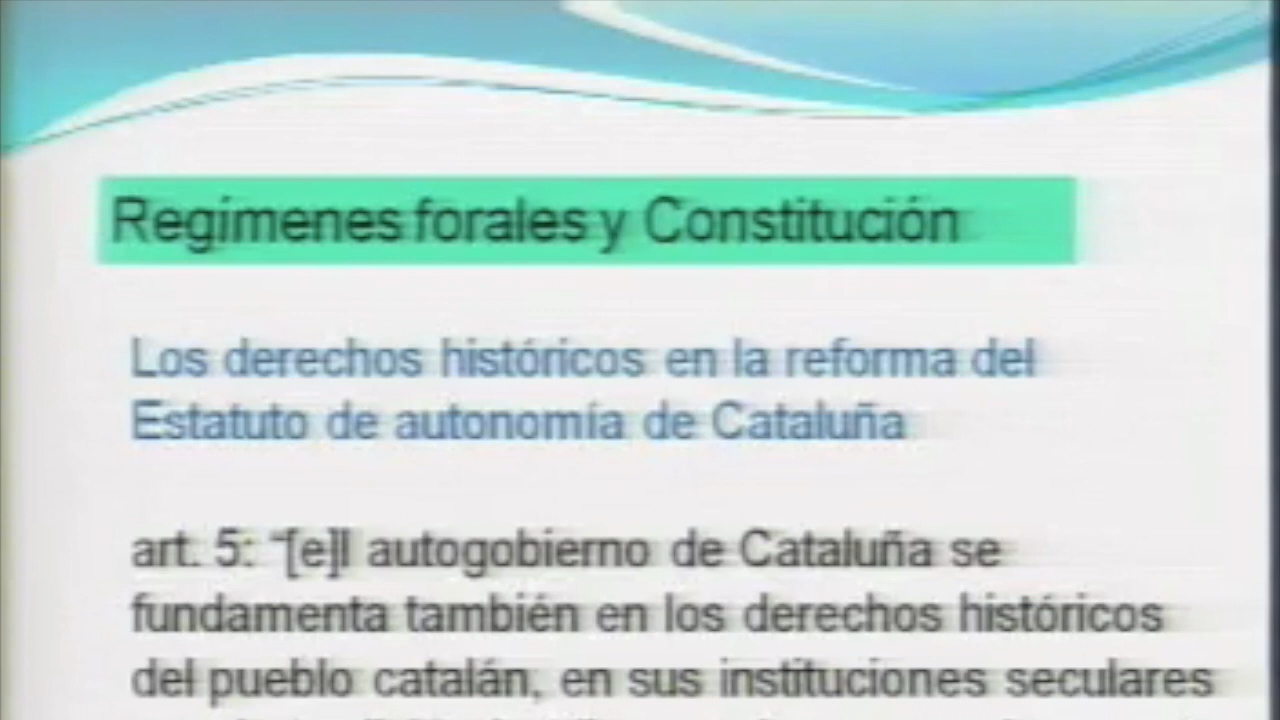 Regímenes forales y Constitución
Los derechos históricos en la reforma del
Estatuto de autonomía de Cataluña
art. 5: “[e]l autogobierno de Cataluña se
fundamenta también en los derechos históricos
del pueblo catalán, en sus instituciones seculares